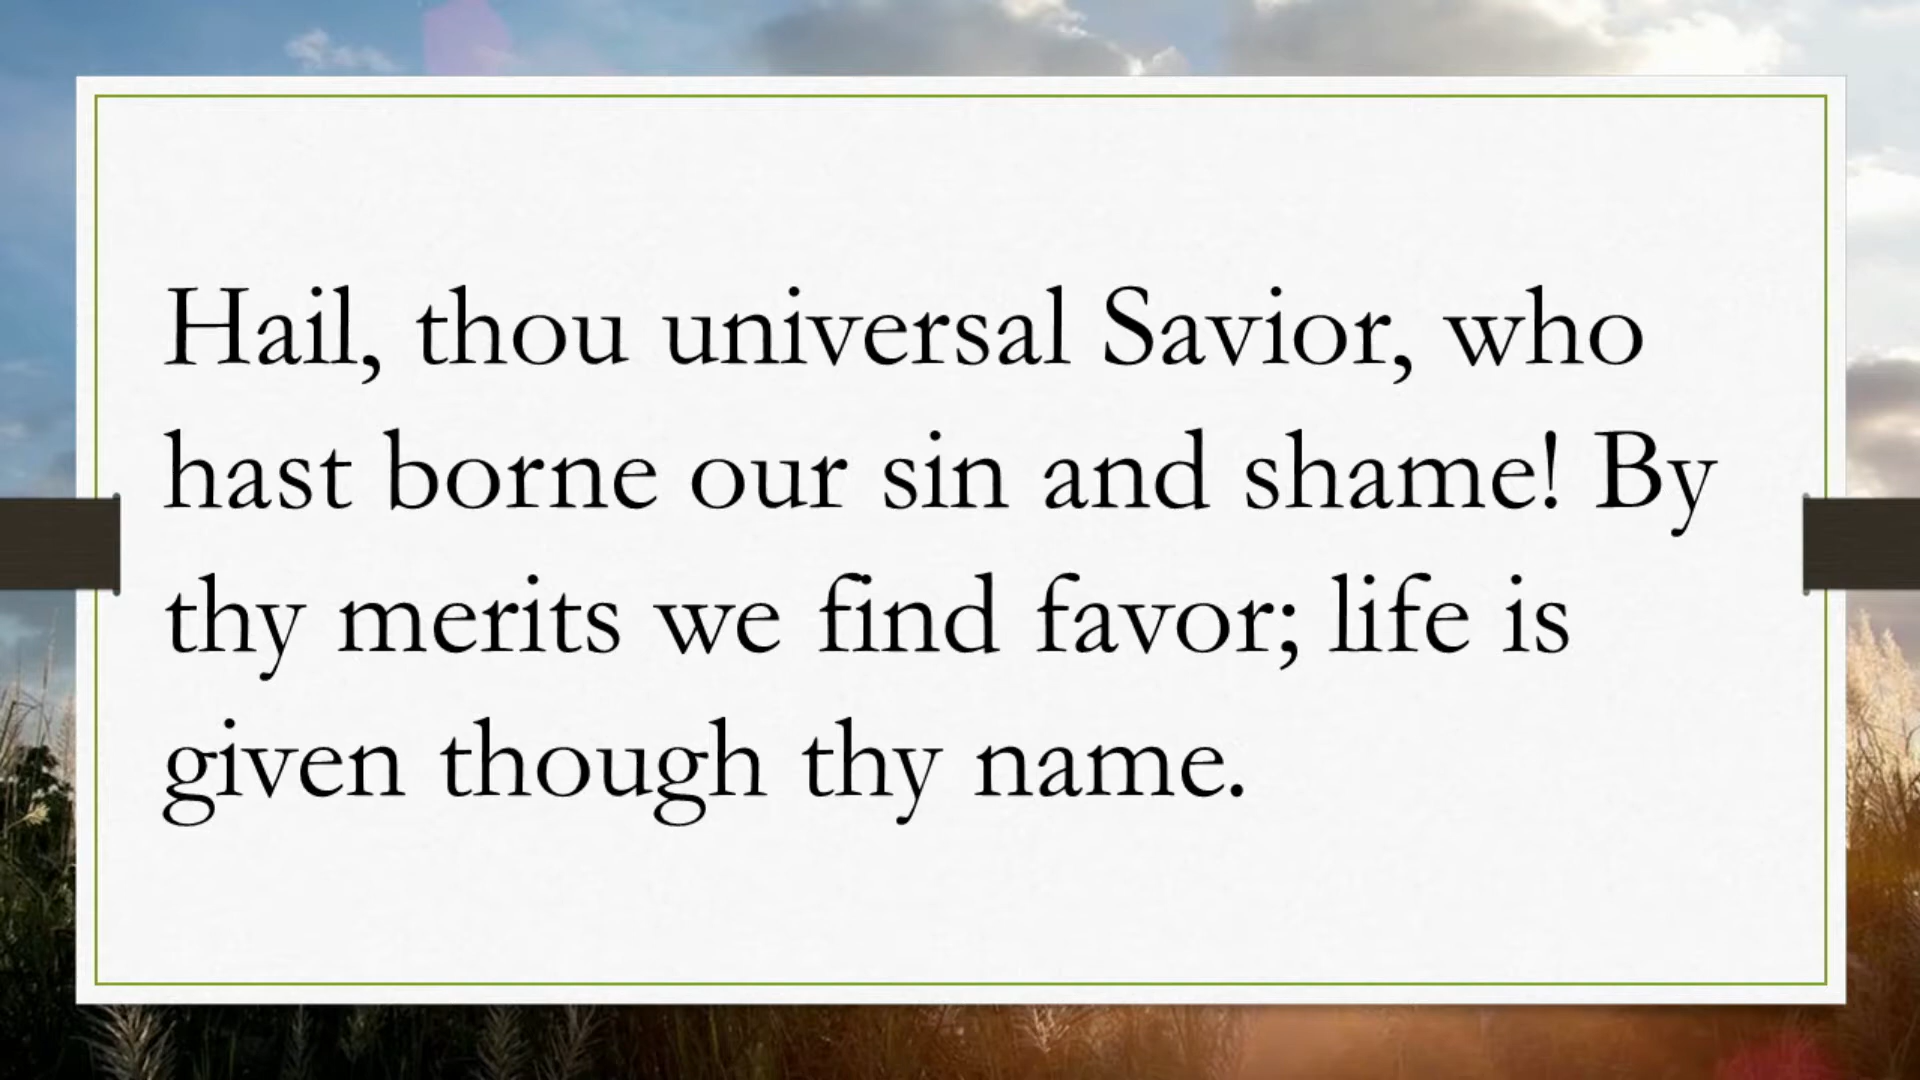 Hail, thou universal Savior, who
hast borne our sin and shame! By
thy merits we find favor; life is
given though thy name.